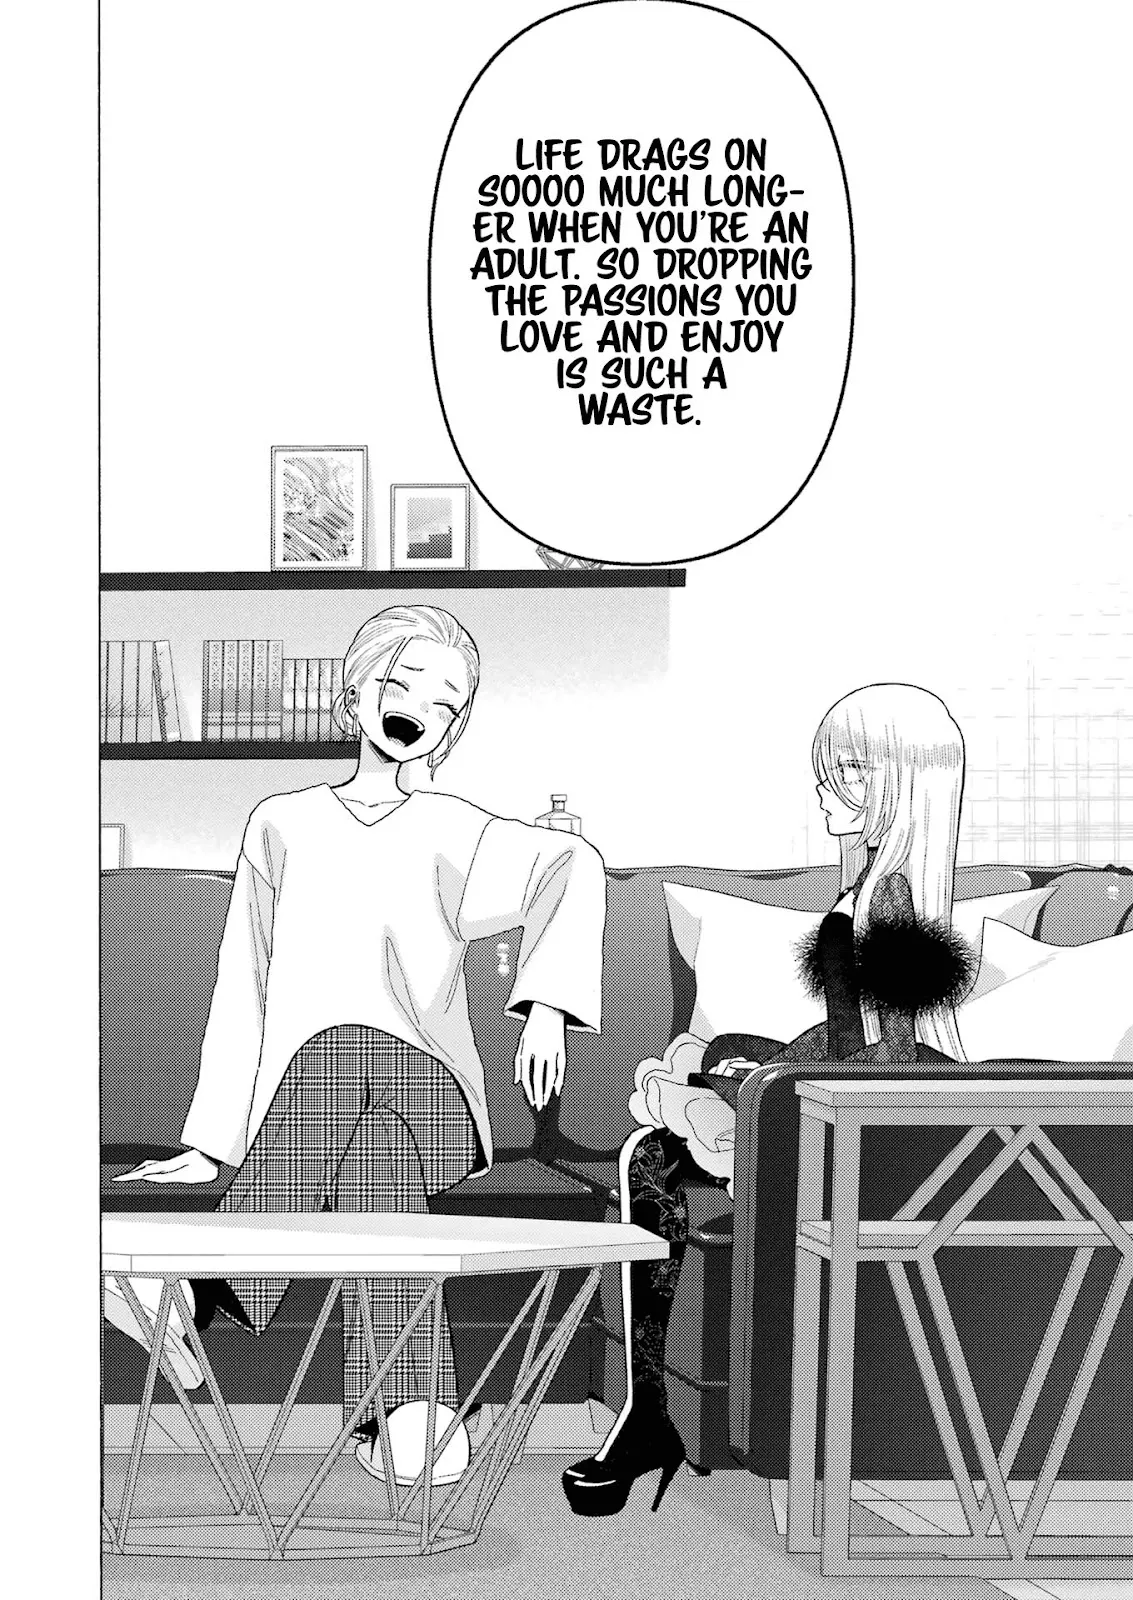 LIFE DRAGS ON
SOOOO MUCH LONG-
ER WHEN YOU'RE AN
ADULT. SO DROPPING
THE PASSIONS YOU
LOVE AND ENJOY
IS SUCH A
WASTE.